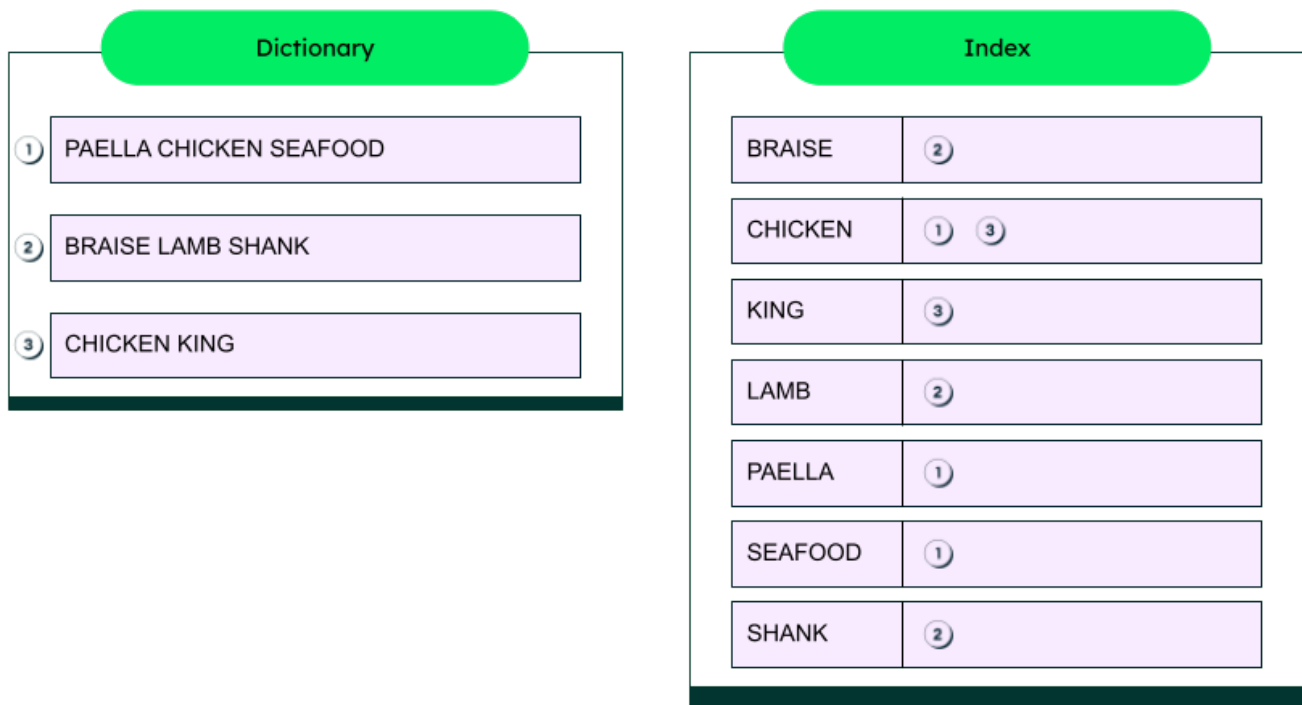 Dictionary
1 PAELLA CHICKEN SEAFOOD
2 BRAISE LAMB SHANK
3 CHICKEN KING
Index
BRAISE 2
CHICKEN 1 3
KING 3
LAMB 2
PAELLA 1
SEAFOOD 1
SHANK 2